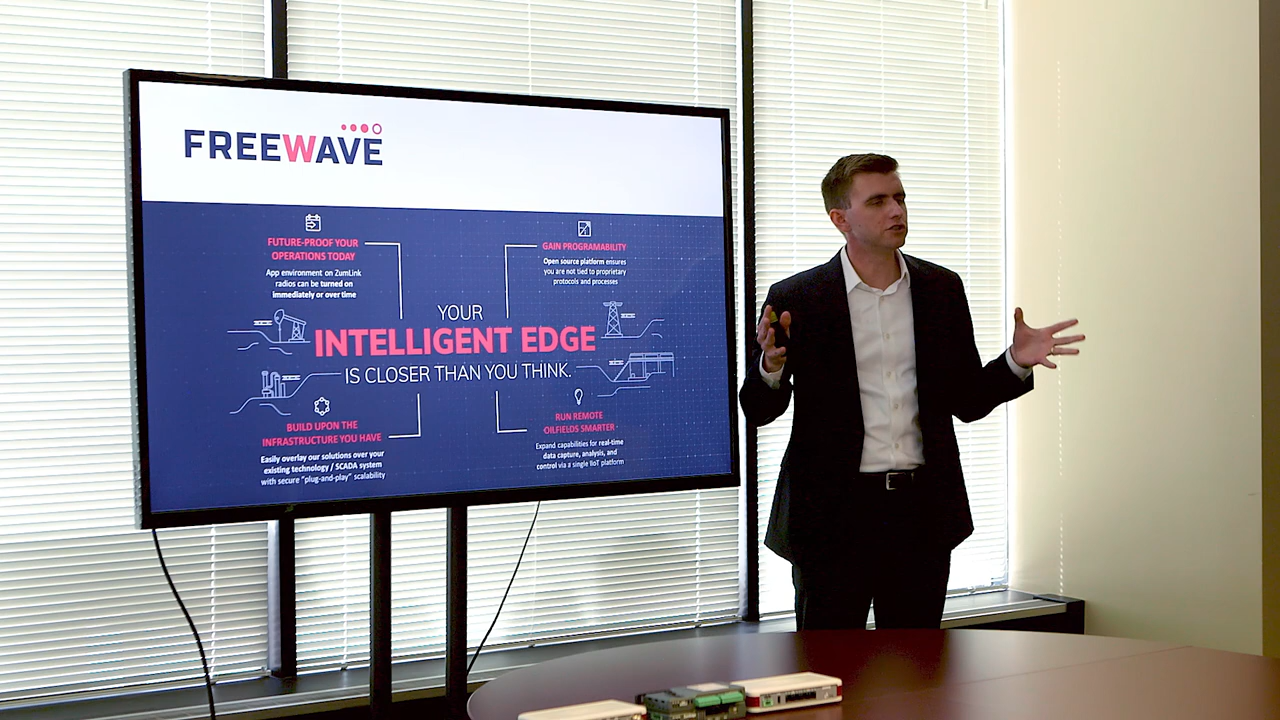 FREEWAVE
FUTURE-PROOF YOUR
OPERATIONS TODAY
App environment on ZumLink
radios can be turned on
immediately or over time
GAIN PROGRAMABILITY
Open source platform ensures
you are not tied to proprietary
protocols and processes
YOUR
INTELLIGENT EDGE
IS CLOSER THAN YOU THINK.
BUILD UPON THE
INFRASTRUCTURE YOU HAVE
Easily overlay our solutions over your
existing technology / SCADA system
with secure "plug-and-play" scalability
RUN REMOTE
OILFIELDS SMARTER
Expand capabilities for real-time
data capture, analysis, and
control via a single IIoT platform